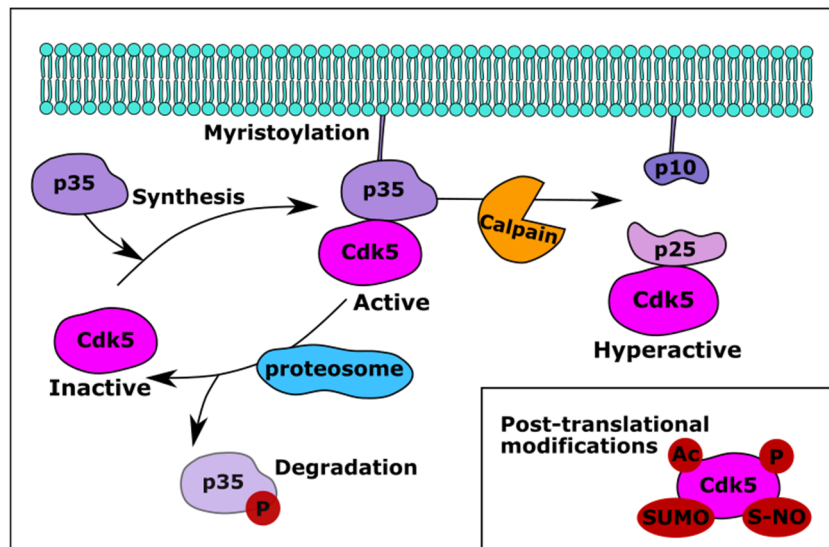 Myristoylation
p35
Synthesis
p35
Calpain
p10
p25
Cdk5
Cdk5
Active
Cdk5
Hyperactive
Inactive
proteosome
p35
P
Degradation
Post-translational
modifications
Ac
P
Cdk5
SUMO
S-NO